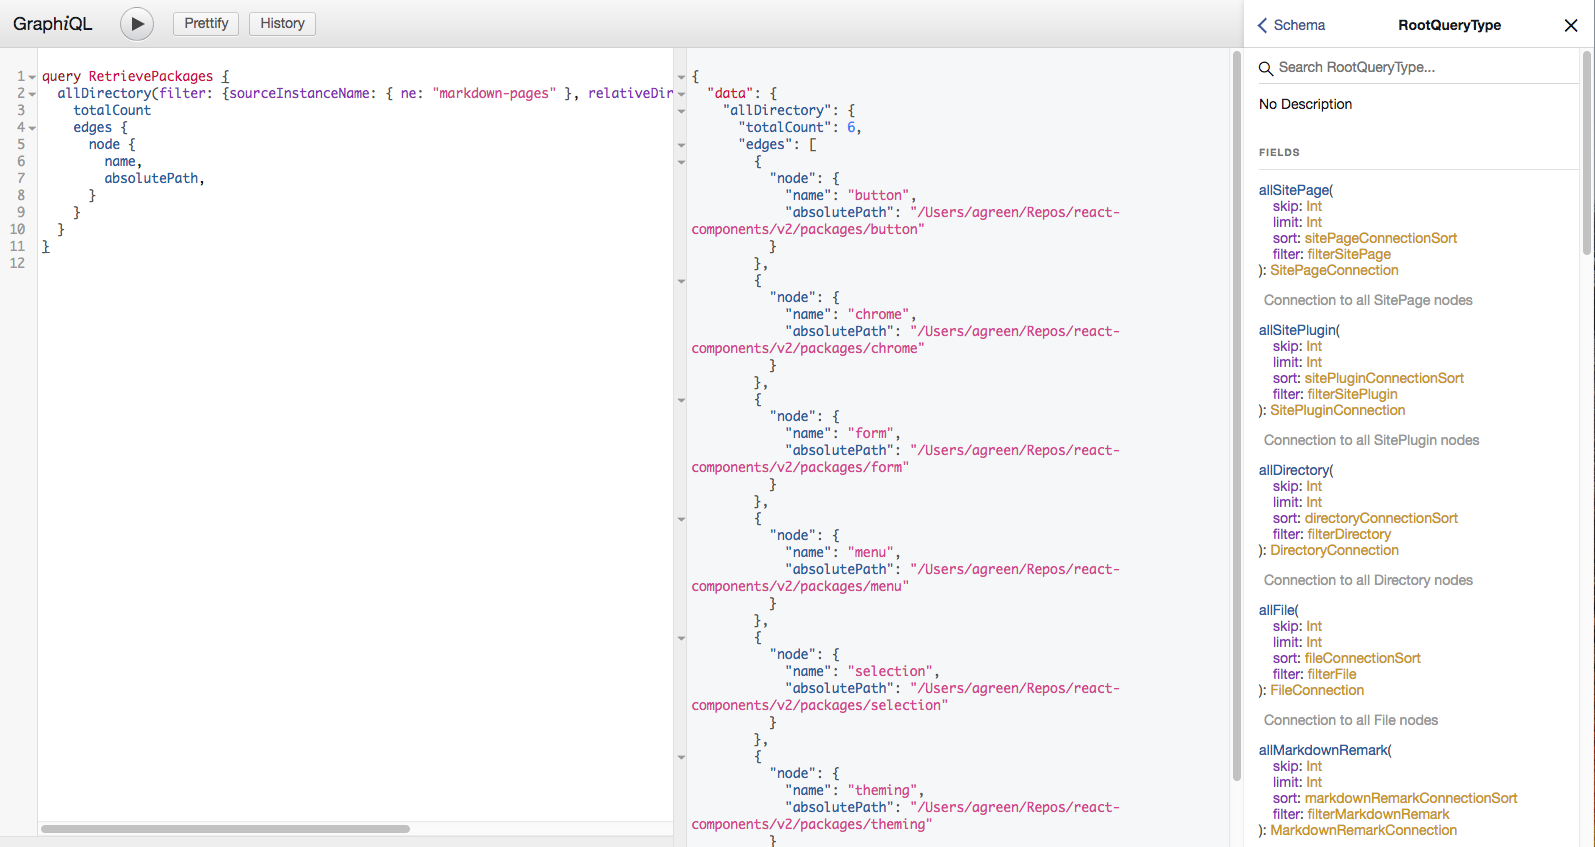 GraphiQL
Prettify
History
1 query RetrievePackages {
2 allDirectory(filter: {sourceInstanceName: { ne: "markdown-pages" }, relativeDir
3 totalCount
4 edges {
5 node {
6 name,
7 absolutePath,
8 }
9 }
10 }
11 }
12
{
"data": {
"allDirectory": {
"totalCount": 6,
"edges": [
{
"node": {
"name": "button",
"absolutePath": "/Users/agreen/Repos/react-
components/v2/packages/button"
}
},
{
"node": {
"name": "chrome",
"absolutePath": "/Users/agreen/Repos/react-
components/v2/packages/chrome"
}
},
{
"node": {
"name": "form",
"absolutePath": "/Users/agreen/Repos/react-
components/v2/packages/form"
}
},
{
"node": {
"name": "menu",
"absolutePath": "/Users/agreen/Repos/react-
components/v2/packages/menu"
}
},
{
"node": {
"name": "selection",
"absolutePath": "/Users/agreen/Repos/react-
components/v2/packages/selection"
}
},
{
"node": {
"name": "theming",
"absolutePath": "/Users/agreen/Repos/react-
components/v2/packages/theming"
}
Schema
RootQueryType
Search RootQueryType...
No Description
FIELDS
allSitePage(
skip: Int
limit: Int
sort: sitePageConnectionSort
filter: filterSitePage
): SitePageConnection
Connection to all SitePage nodes
allSitePlugin(
skip: Int
limit: Int
sort: sitePluginConnectionSort
filter: filterSitePlugin
): SitePluginConnection
Connection to all SitePlugin nodes
allDirectory(
skip: Int
limit: Int
sort: directoryConnectionSort
filter: filterDirectory
): DirectoryConnection
Connection to all Directory nodes
allFile(
skip: Int
limit: Int
sort: fileConnectionSort
filter: filterFile
): FileConnection
Connection to all File nodes
allMarkdownRemark(
skip: Int
limit: Int
sort: markdownRemarkConnectionSort
filter: filterMarkdownRemark
): MarkdownRemarkConnection